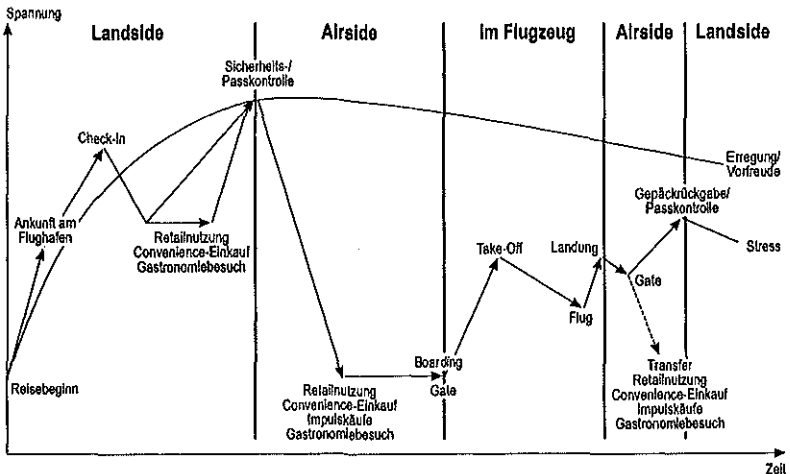 Spannung
Landside
Airside
Im Flugzeug
Airside
Landside
Sicherheits-/
Passkontrolle
Check-In
Erregung/
Vorfreude
Gepäckrückgabe/
Passkontrolle
Ankunft am
Flughafen
Retailnutzung
Convenience-Einkauf
Gastronomiebesuch
Take-Off
Landung
Stress
Gate
Flug
Reisebeginn
Boarding
Gate
Retailnutzung
Convenience-Einkauf
Impulskäufe
Gastronomiebesuch
Transfer
Retailnutzung
Convenience-Einkauf
Impulskäufe
Gastronomiebesuch
Zeit